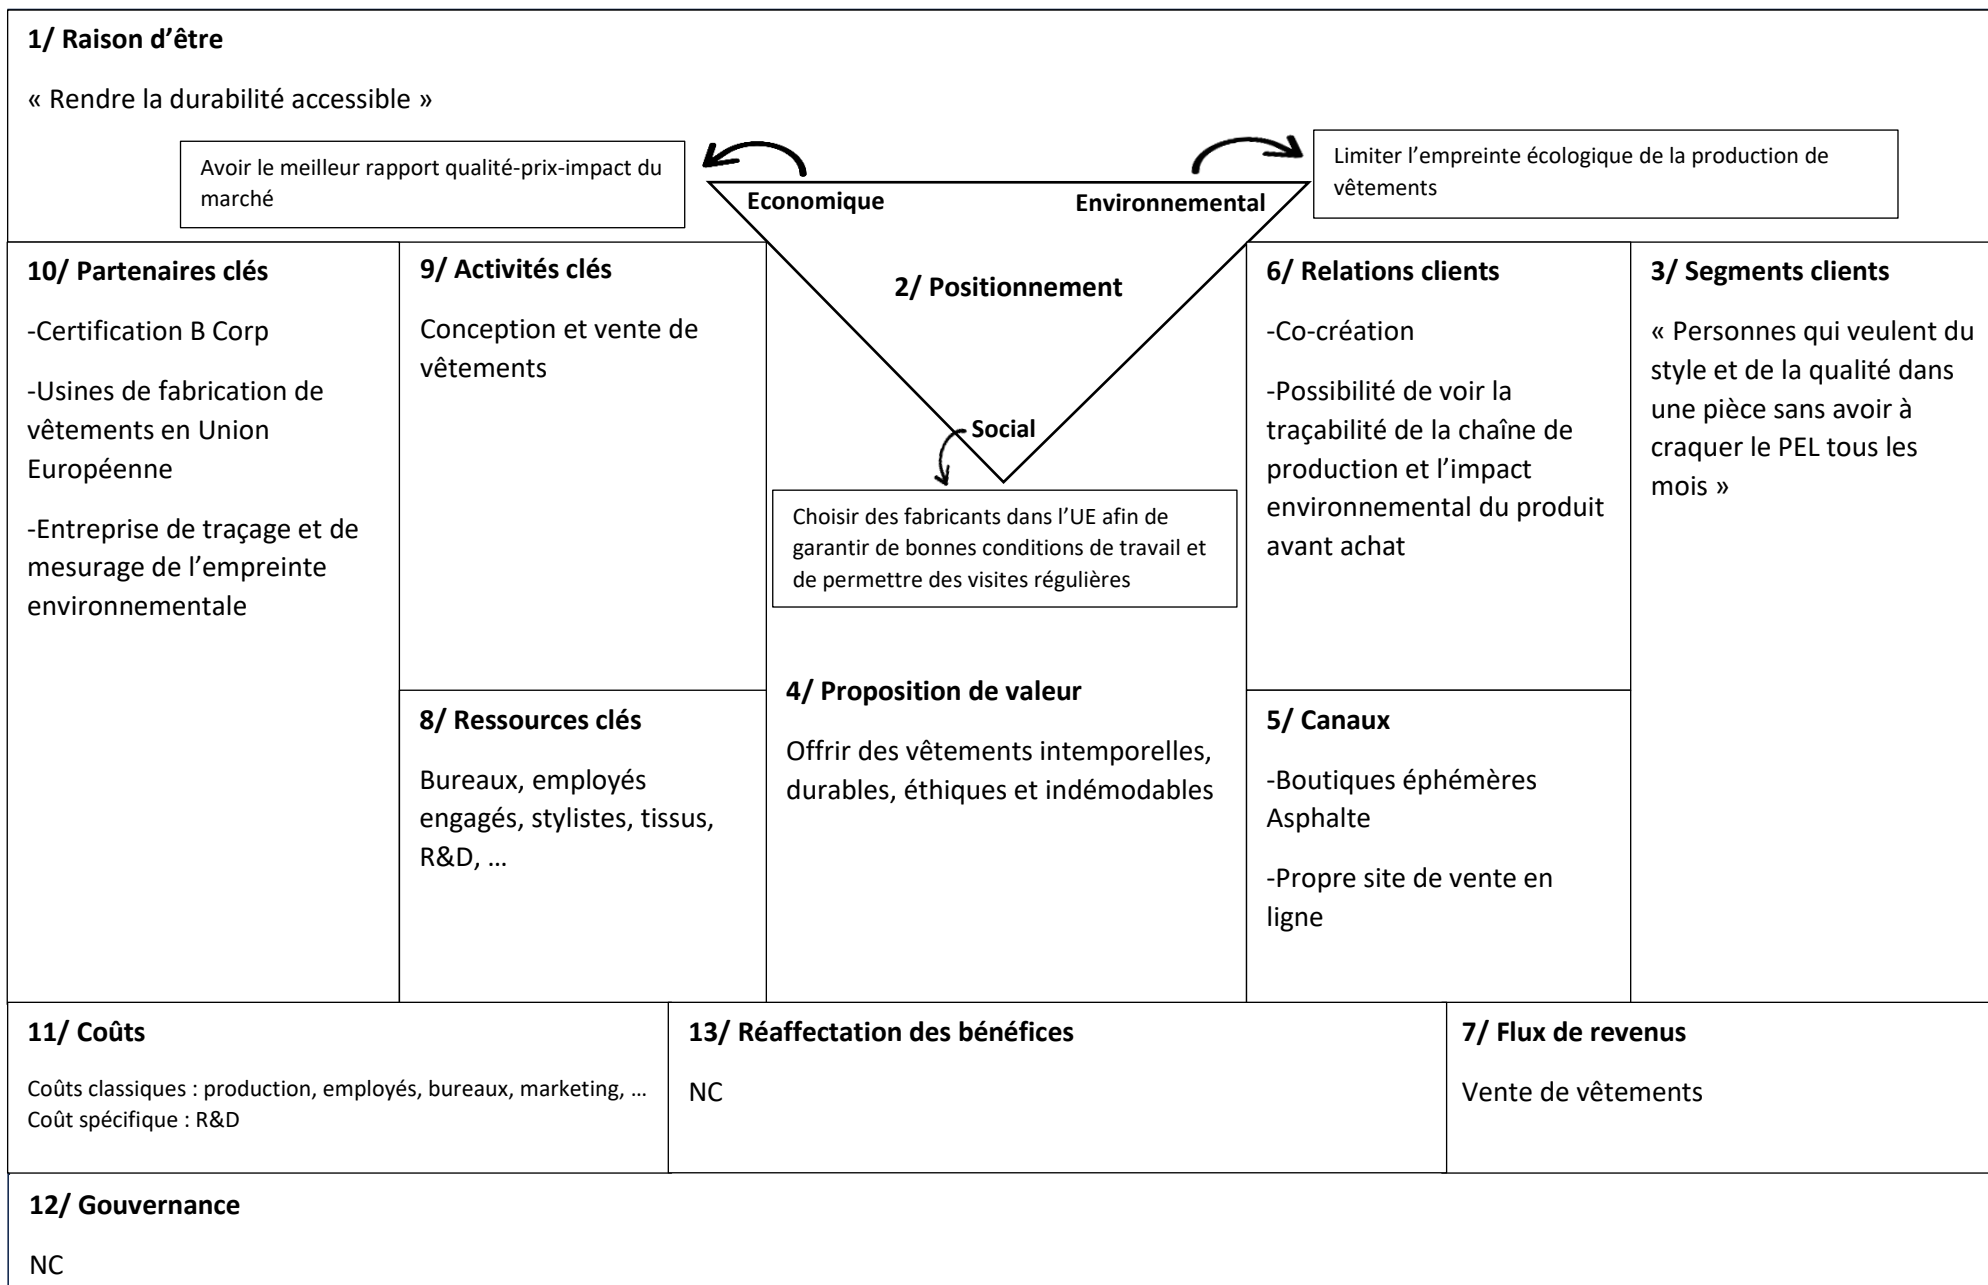 1/ Raison d’être
« Rendre la durabilité accessible »
Avoir le meilleur rapport qualité-prix-impact du
marché
Limiter l’empreinte écologique de la production de
vêtements
Economique
Environnemental
2/ Positionnement
Social
Choisir des fabricants dans l’UE afin de
garantir de bonnes conditions de travail et
de permettre des visites régulières
10/ Partenaires clés
-Certification B Corp
-Usines de fabrication de
vêtements en Union
Européenne
-Entreprise de traçage et de
mesurage de l’empreinte
environnementale
9/ Activités clés
Conception et vente de
vêtements
8/ Ressources clés
Bureaux, employés
engagés, stylistes, tissus,
R&D, …
4/ Proposition de valeur
Offrir des vêtements intemporelles,
durables, éthiques et indémodables
6/ Relations clients
-Co-création
-Possibilité de voir la
traçabilité de la chaîne de
production et l’impact
environnemental du produit
avant achat
5/ Canaux
-Boutiques éphémères
Asphalte
-Propre site de vente en
ligne
3/ Segments clients
« Personnes qui veulent du
style et de la qualité dans
une pièce sans avoir à
craquer le PEL tous les
mois »
11/ Coûts
Coûts classiques : production, employés, bureaux, marketing, …
Coût spécifique : R&D
13/ Réaffectation des bénéfices
NC
7/ Flux de revenus
Vente de vêtements
12/ Gouvernance
NC